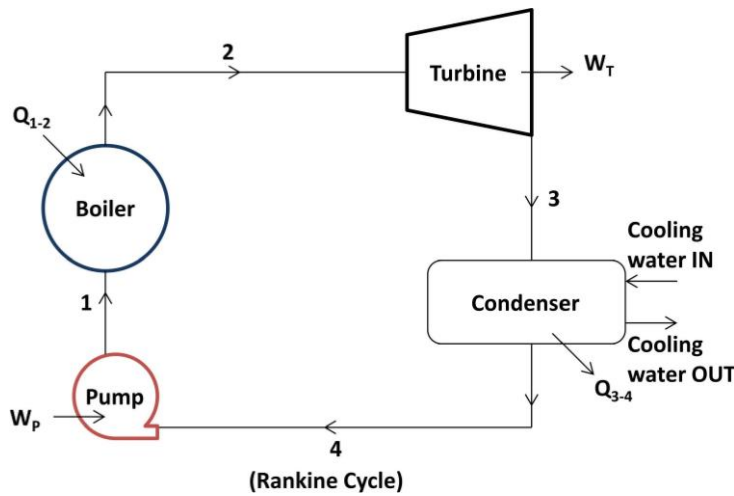 2
Turbine
W_T
Q_1-2
Boiler
3
Cooling
water IN
1
Condenser
Pump
Cooling
water OUT
Q_3-4
W_P
4
(Rankine Cycle)